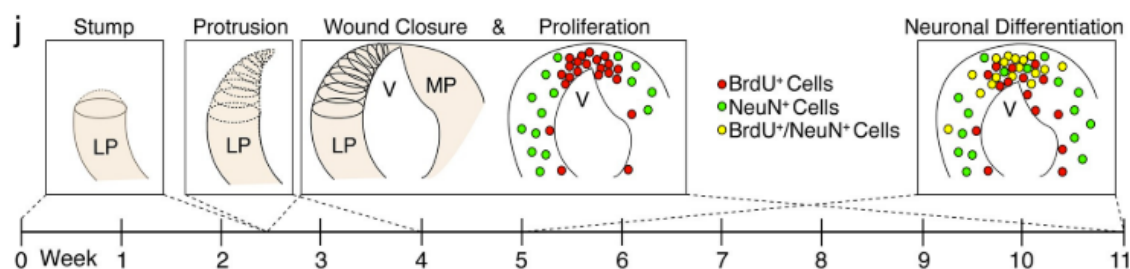 j
Stump
Protrusion
Wound Closure & Proliferation
Neuronal Differentiation
LP
LP
LP
V
MP
V
BrdU⁺ Cells
NeuN⁺ Cells
BrdU⁺/NeuN⁺ Cells
V
0 Week 1 2 3 4 5 6 7 8 9 10 11